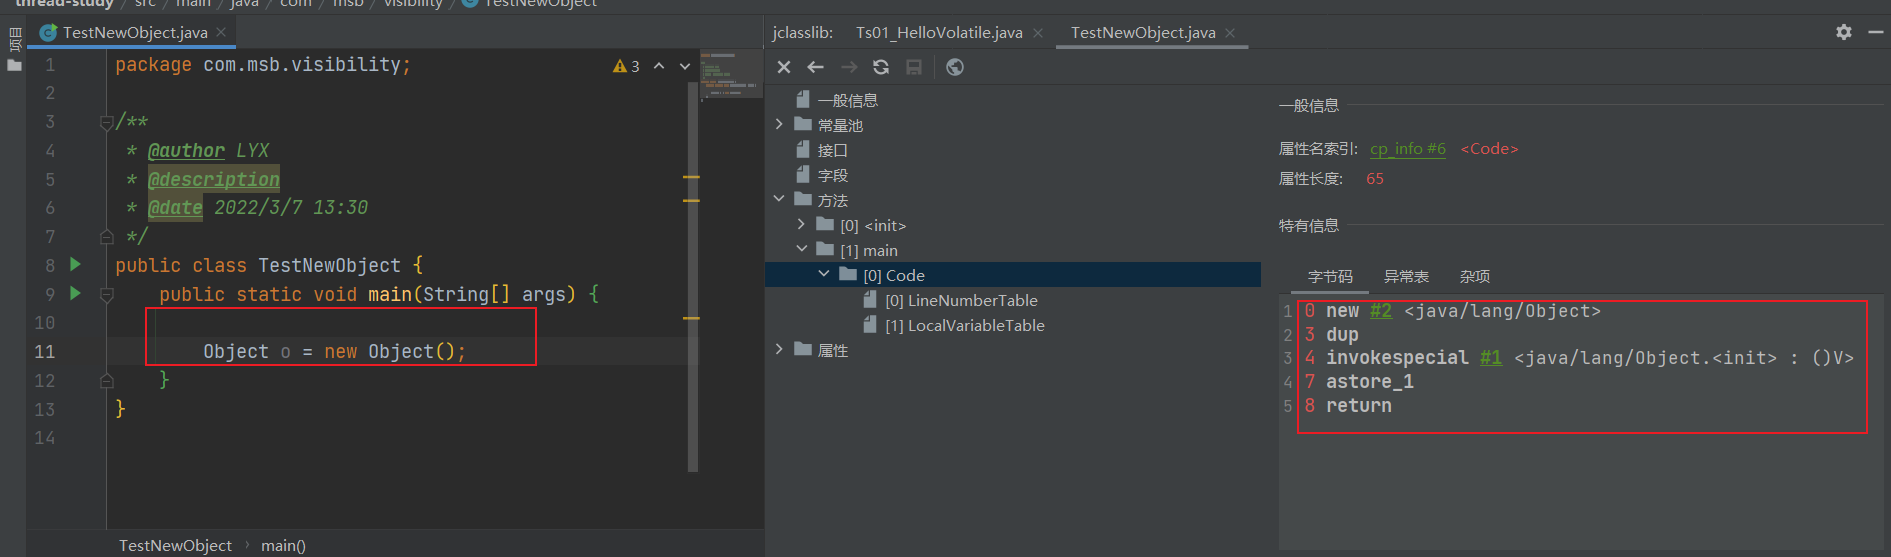 thread-study / src / main / java / com / msb / visibility / TestNewObject
项目
TestNewObject.java
1 package com.msb.visibility;
3
2
3 /**
4 * @author LYX
5 * @description
6 * @date 2022/3/7 13:30
7 */
8 public class TestNewObject {
9 public static void main(String[] args) {
10
11 Object o = new Object();
12 }
13 }
14
TestNewObject › main()
jclasslib: Ts01_HelloVolatile.java TestNewObject.java
一般信息
常量池
接口
字段
方法
[0] <init>
[1] main
[0] Code
[0] LineNumberTable
[1] LocalVariableTable
属性
一般信息
属性名索引: cp_info #6 <Code>
属性长度: 65
特有信息
字节码 异常表 杂项
1 0 new #2 <java/lang/Object>
2 3 dup
3 4 invokespecial #1 <java/lang/Object.<init> : ()V>
4 7 astore_1
5 8 return